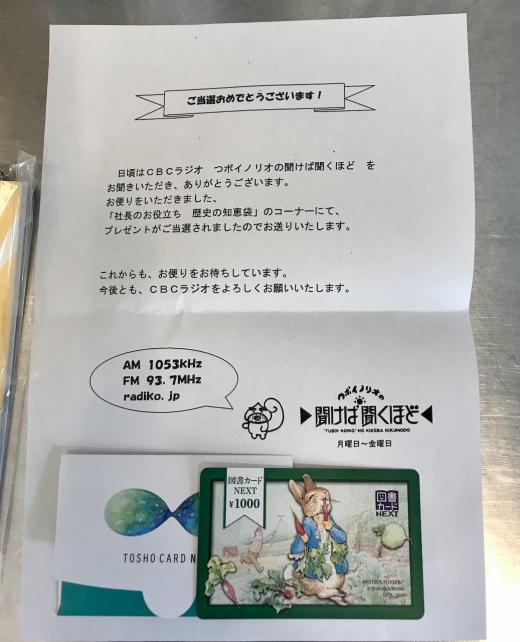 ご当選おめでとうございます！
日頃はＣＢＣラジオ　つボイノリオの聞けば聞くほど　を
お聞きいただき、ありがとうございます。
お便りをいただきました、
「社長のお役立ち　歴史の知恵袋」のコーナーにて、
プレゼントがご当選されましたのでお送りいたします。
これからも、お便りをお待ちしています。
今後とも、ＣＢＣラジオをよろしくお願いいたします。
AM 1053kHz
FM 93.7MHz
radiko.jp
つボイノリオの
聞けば聞くほど
"TUBOI NORIO" NO KIKEBA KIKUHODO
月曜日～金曜日
図書カード
NEXT
¥1000
図書
カード
NEXT
TOSHO CARD N
BEATRIX POTTER™